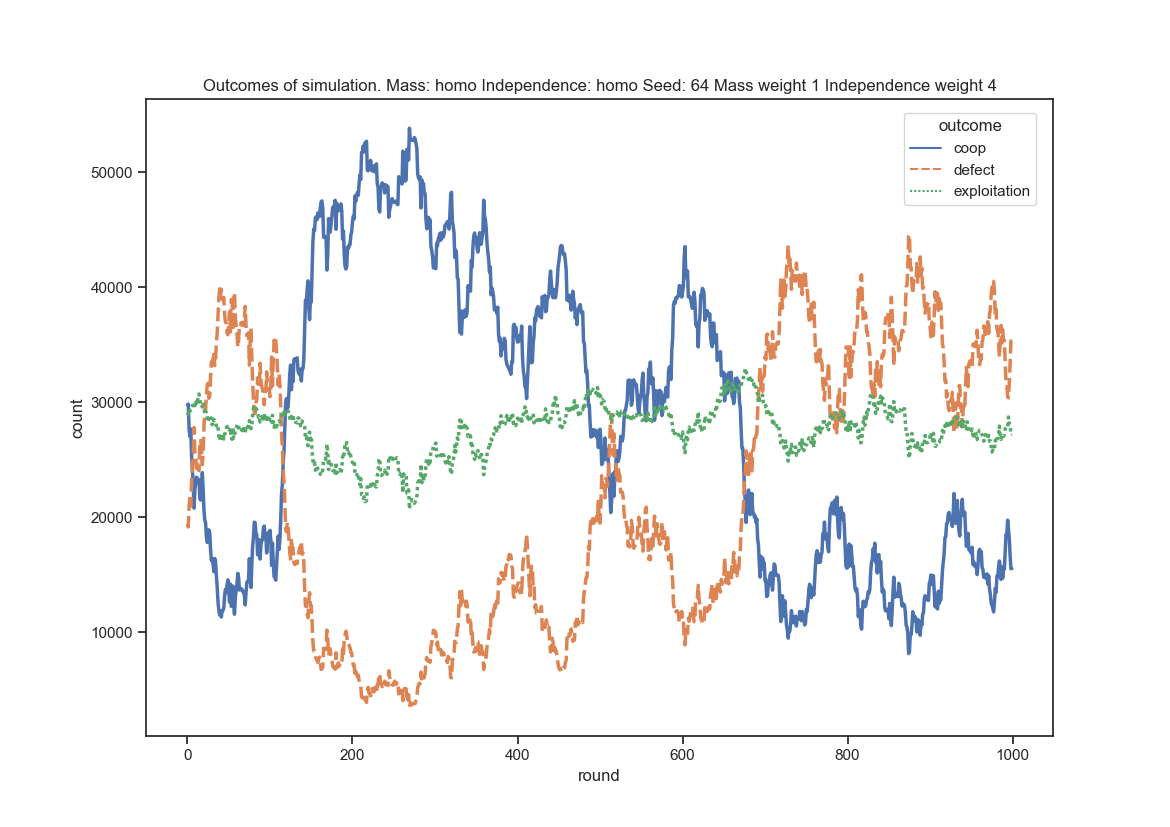 Outcomes of simulation. Mass: homo Independence: homo Seed: 64 Mass weight 1 Independence weight 4
outcome
coop
defect
exploitation
count
50000
40000
30000
20000
10000
0 200 400 600 800 1000
round